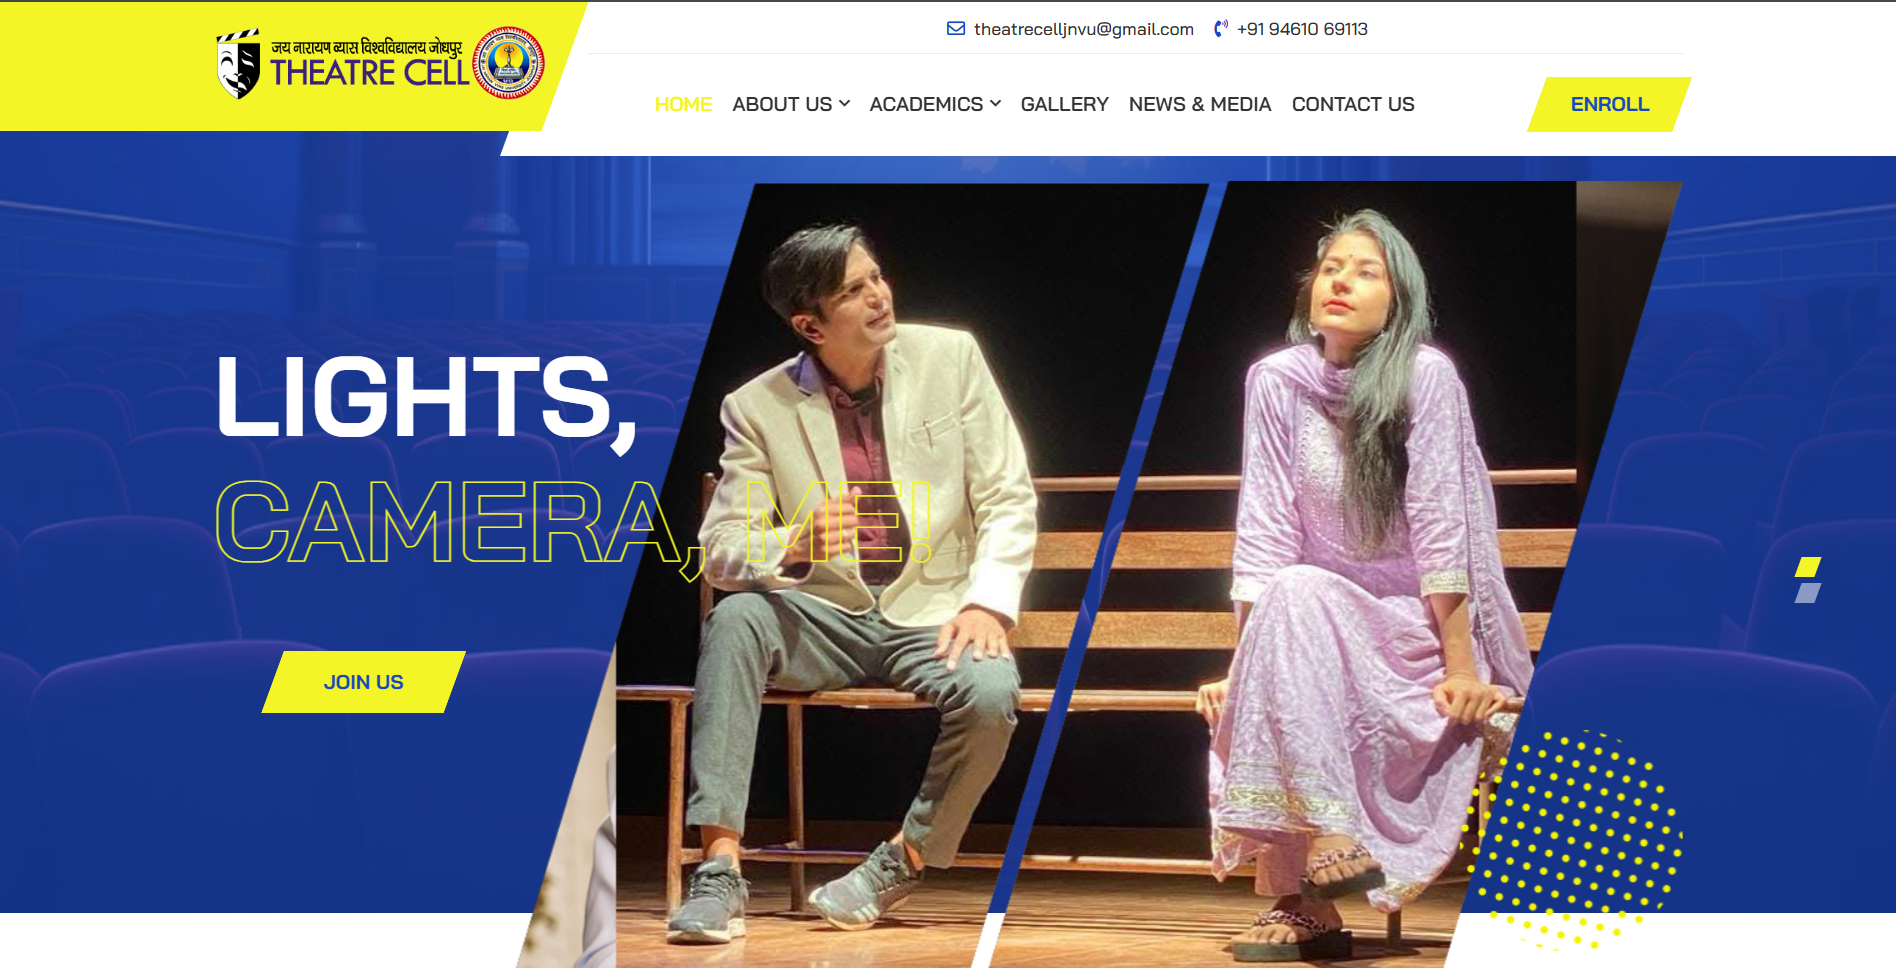 theatrecelljnvu@gmail.com +91 94610 69113
जय नारायण व्यास विश्वविद्यालय जोधपुर
THEATRE CELL
HOME ABOUT US ACADEMICS GALLERY NEWS & MEDIA CONTACT US ENROLL
LIGHTS,
CAMERA, ME!
JOIN US